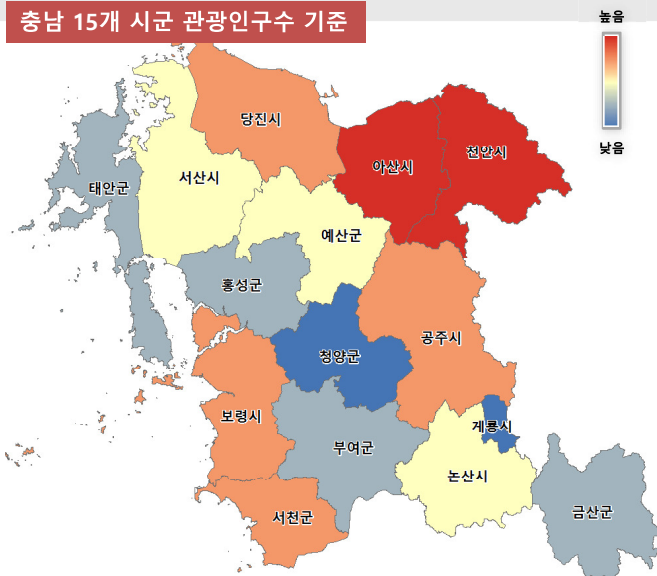 충남 15개 시군 관광인구수 기준
높음
낮음
당진시
아산시
천안시
서산시
태안군
예산군
홍성군
공주시
청양군
보령시
계룡시
부여군
논산시
금산군
서천군